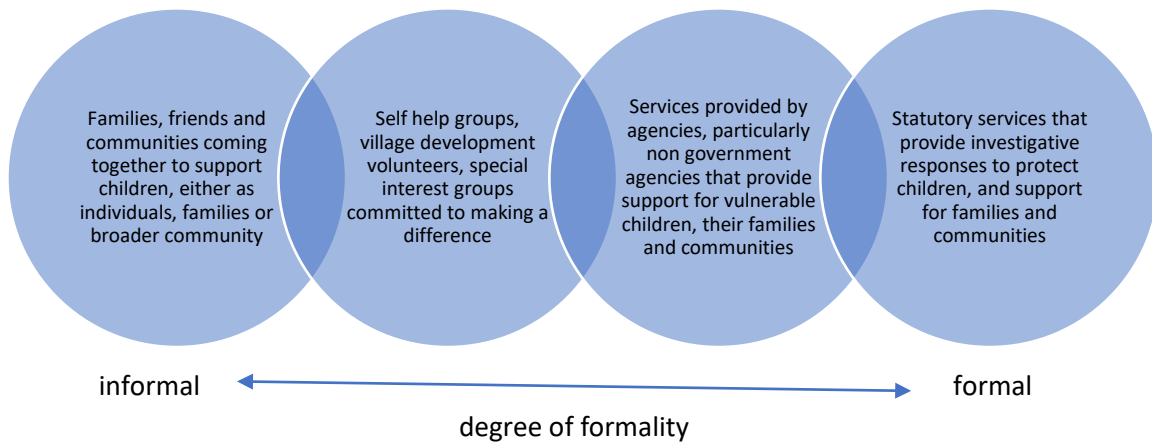 Families, friends and
communities coming
together to support
children, either as
individuals, families or
broader community
Self help groups,
village development
volunteers, special
interest groups
committed to making a
difference
Services provided by
agencies, particularly
non government
agencies that provide
support for vulnerable
children, their families
and communities
Statutory services that
provide investigative
responses to protect
children, and support
for families and
communities
informal
formal
degree of formality